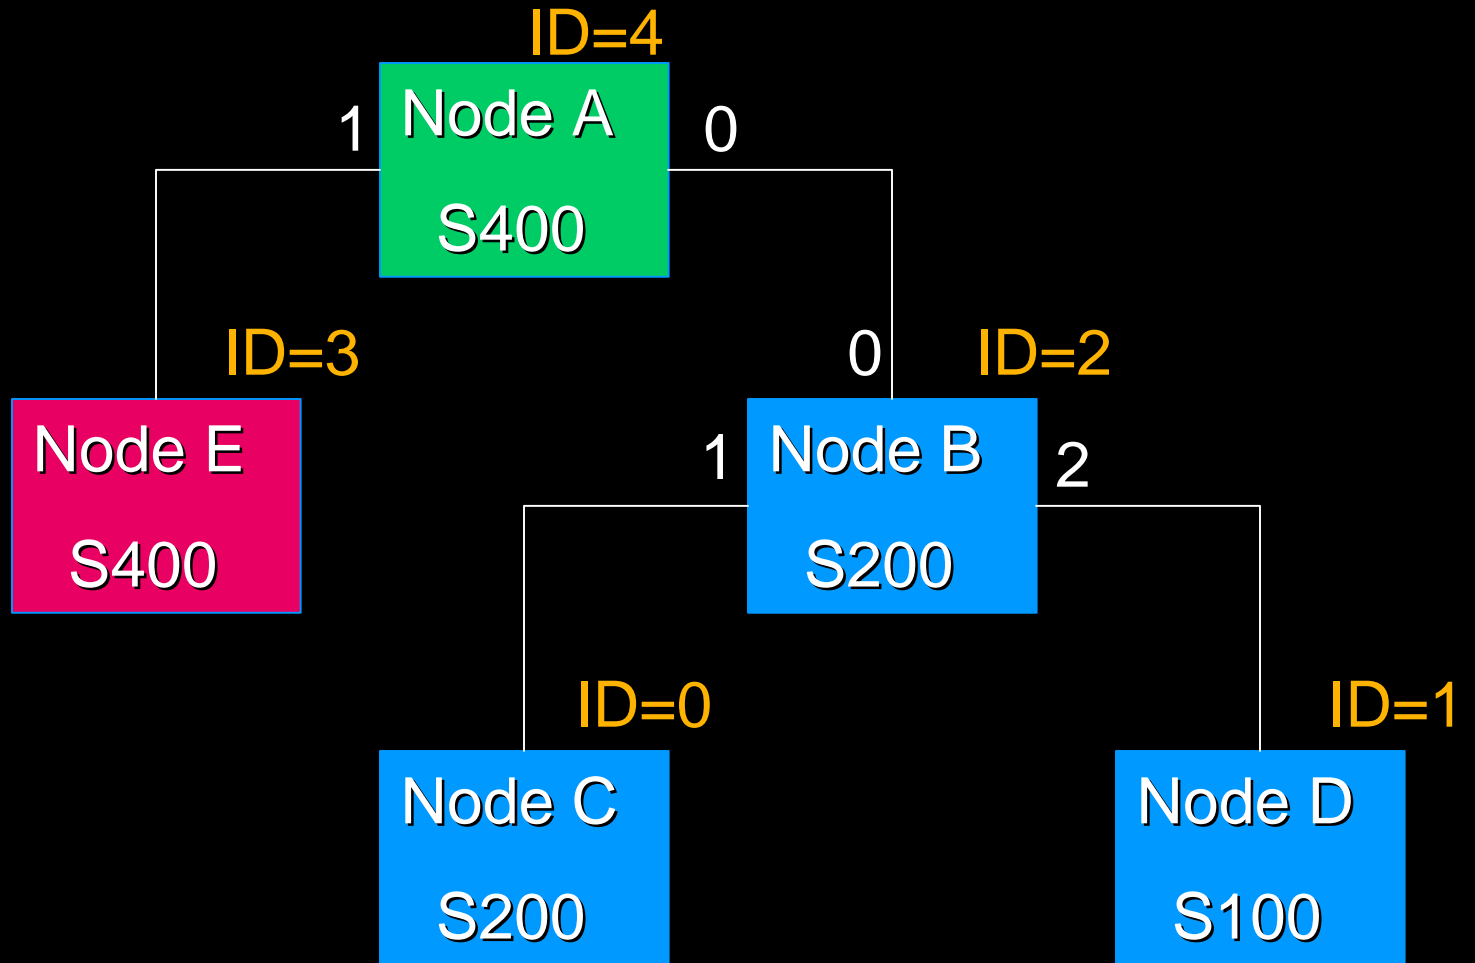 ID=4
1
Node A
0
S400
ID=3
0
ID=2
Node E
1
Node B
2
S400
S200
ID=0
ID=1
Node C
Node D
S200
S100